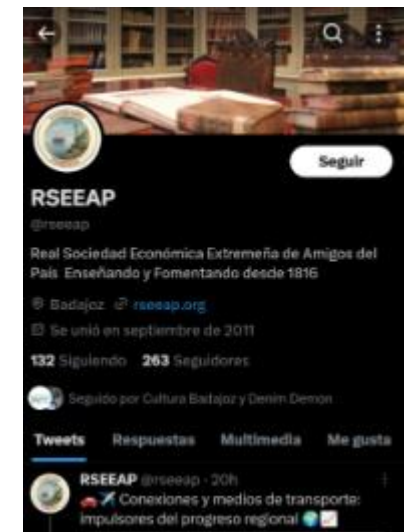 Seguir
RSEEAP
@rseeap
Real Sociedad Económica Extremeña de Amigos del
País Enseñando y Fomentando desde 1816
Badajoz rseeap.org
Se unió en septiembre de 2011
132 Siguiendo 263 Seguidores
Seguido por Cultura Badajoz y Denim Demon
Tweets Respuestas Multimedia Me gusta
RSEEAP @rseeap · 20h
🚗✈️ Conexiones y medios de transporte:
impulsores del progreso regional 🌍📈